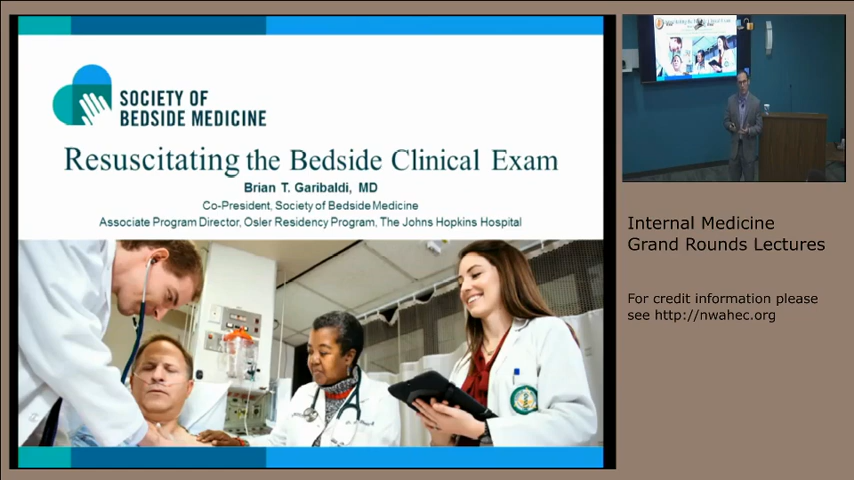 SOCIETY OF
BEDSIDE MEDICINE
Resuscitating the Bedside Clinical Exam
Brian T. Garibaldi, MD
Co-President, Society of Bedside Medicine
Associate Program Director, Osler Residency Program, The Johns Hopkins Hospital
Internal Medicine
Grand Rounds Lectures
For credit information please
see http://nwahec.org